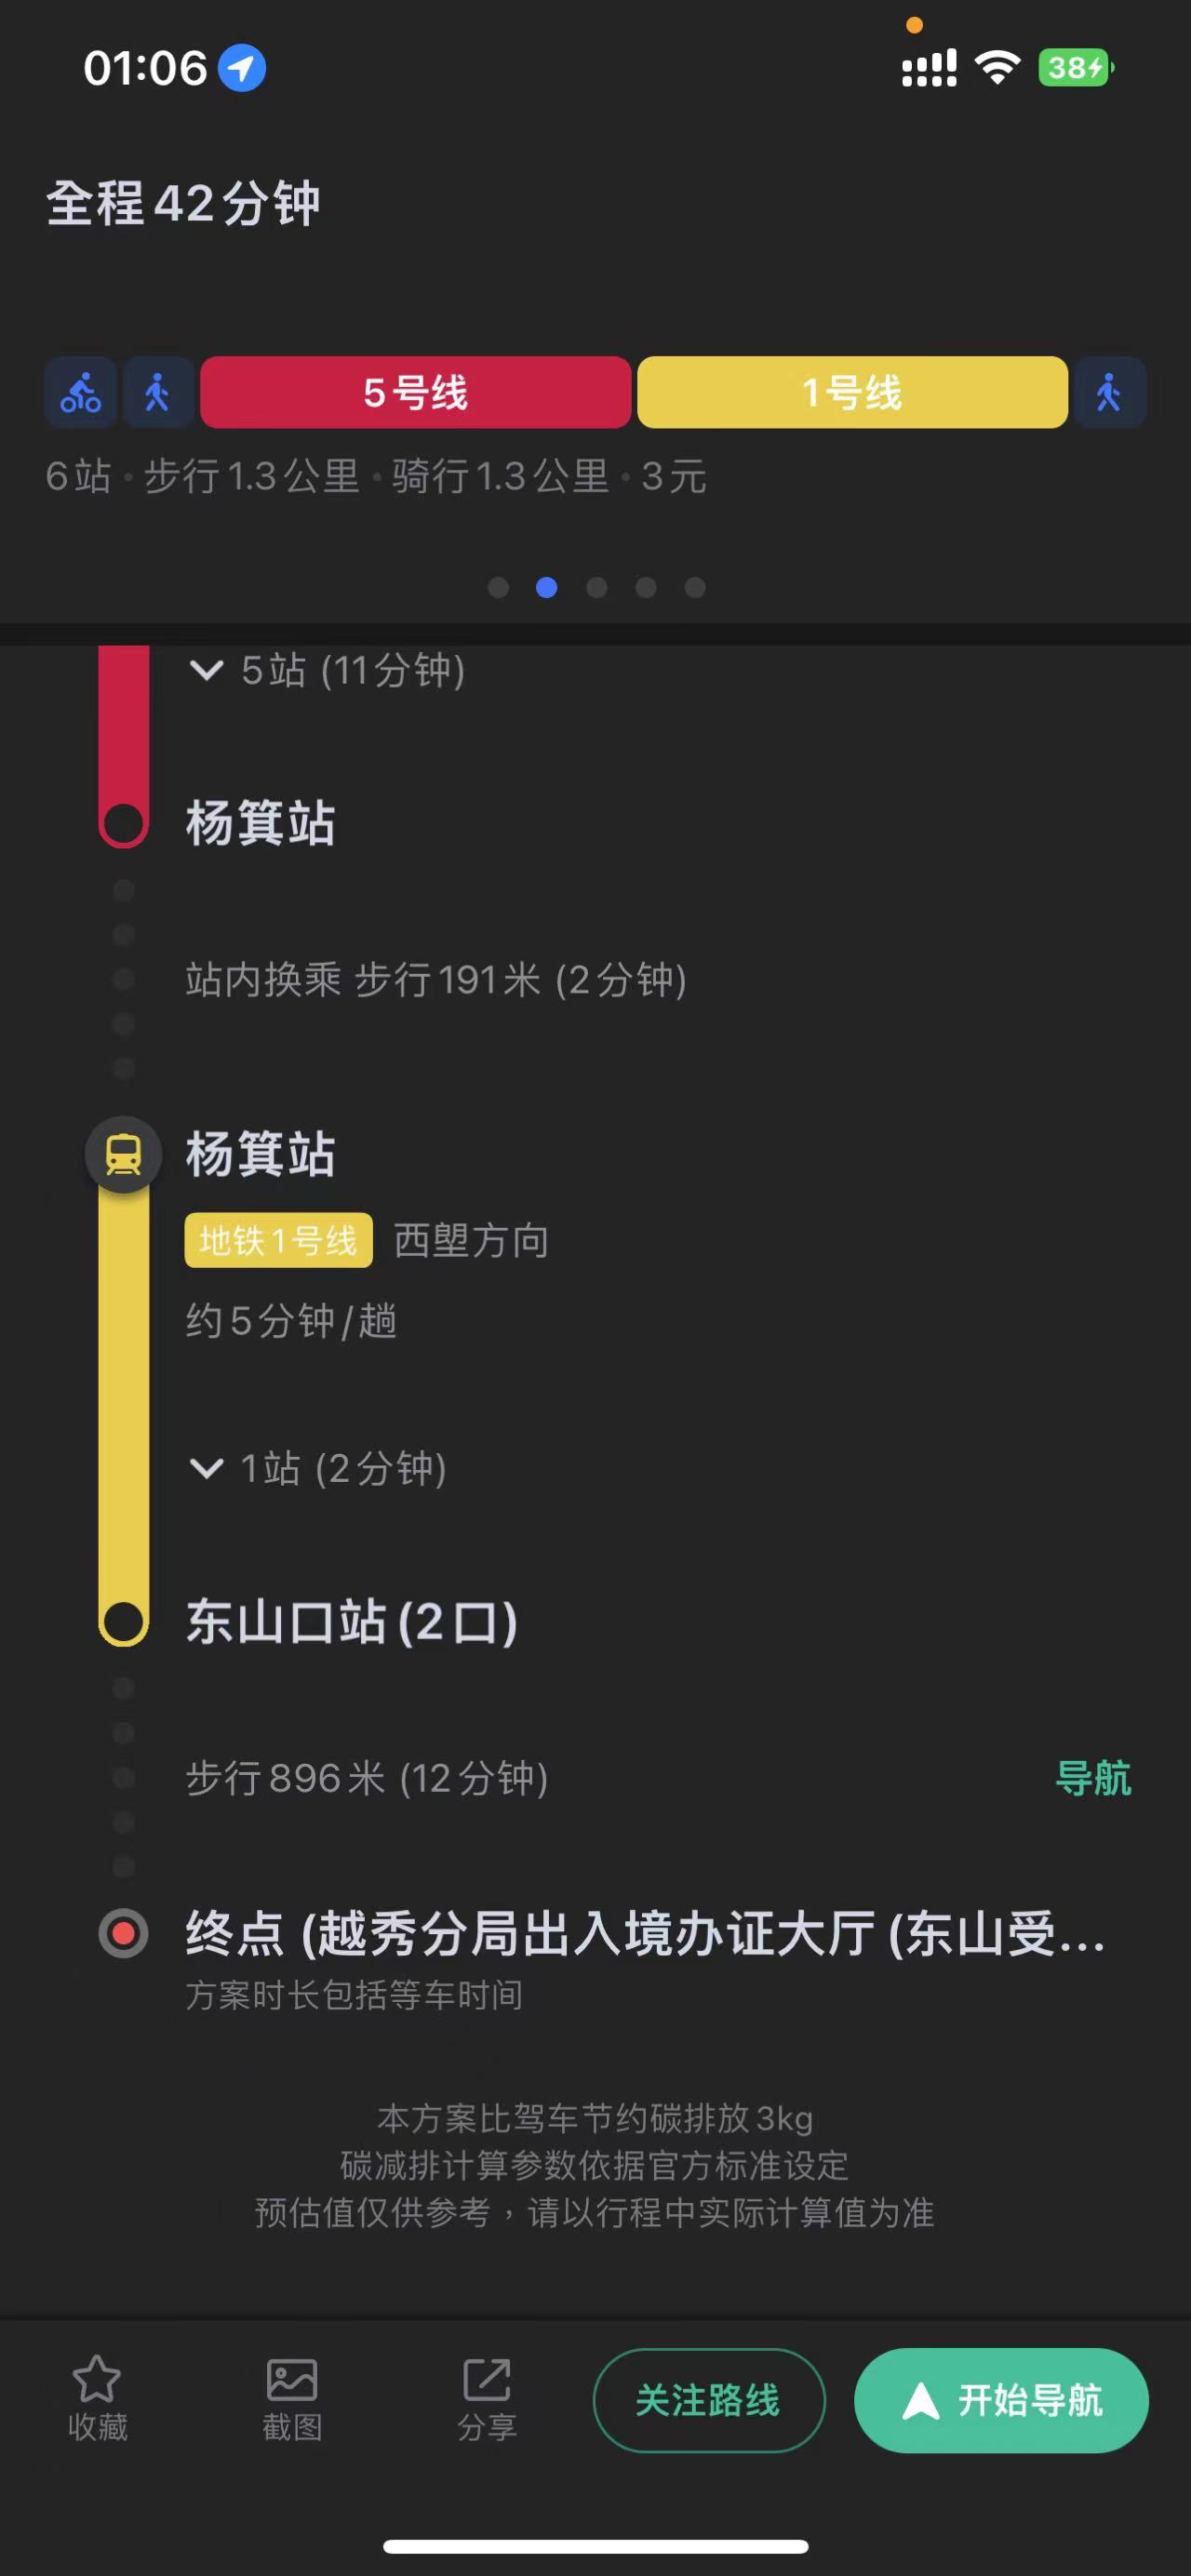 01:06
38
全程42分钟
5号线 1号线
6站·步行1.3公里·骑行1.3公里·3元
5站 (11分钟)
杨箕站
站内换乘 步行191米 (2分钟)
杨箕站
地铁1号线 西塱方向
约5分钟/趟
1站 (2分钟)
东山口站(2口)
步行896米 (12分钟) 导航
终点 (越秀分局出入境办证大厅(东山受...
方案时长包括等车时间
本方案比驾车节约碳排放3kg
碳减排计算参数依据官方标准设定
预估值仅供参考，请以行程中实际计算值为准
收藏 截图 分享 关注路线 开始导航